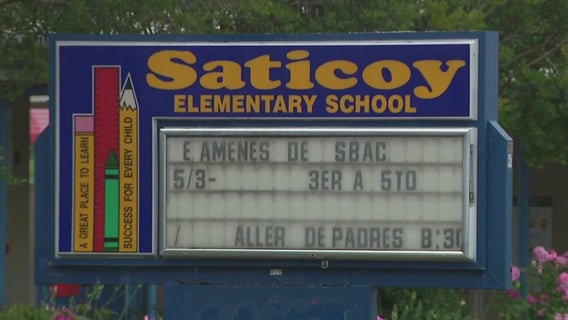 Saticoy
ELEMENTARY SCHOOL
A GREAT PLACE TO LEARN
SUCCESS FOR EVERY CHILD
E AMENES DE SBAC
5/3- 3ER A 5TO
/ ALLER DE PADRES 8:30